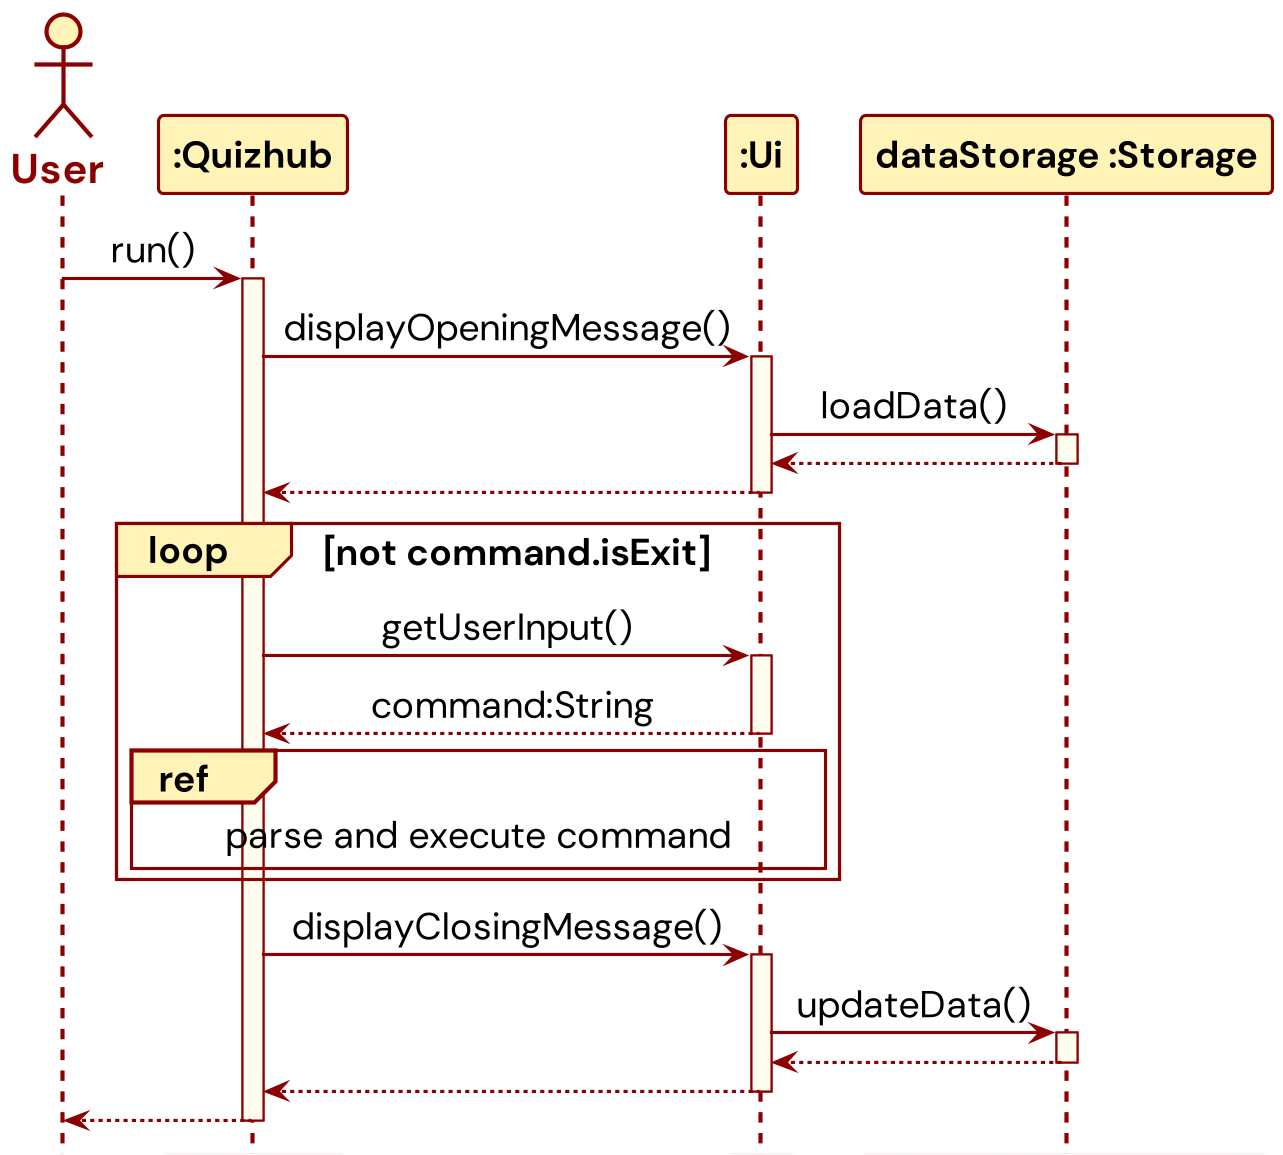 User
:Quizhub
:Ui
dataStorage :Storage
run()
displayOpeningMessage()
loadData()
loop
[not command.isExit]
getUserInput()
command:String
ref
parse and execute command
displayClosingMessage()
updateData()